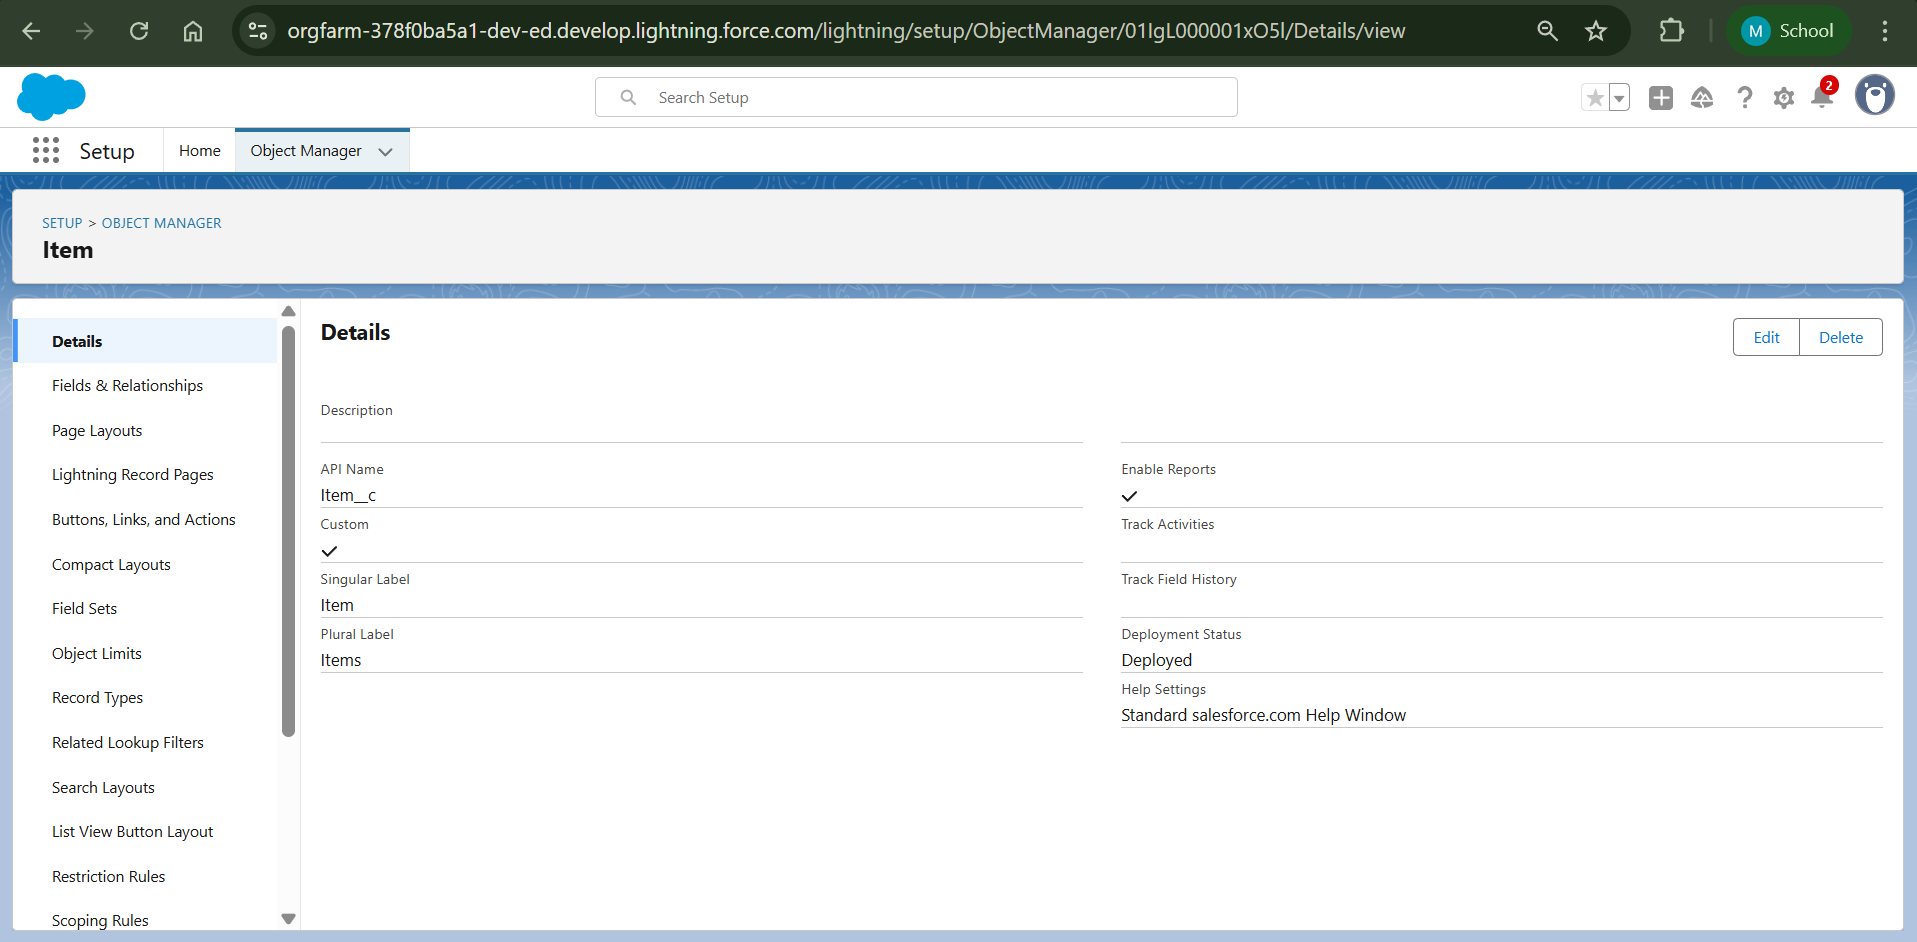 orgfarm-378f0ba5a1-dev-ed.develop.lightning.force.com/lightning/setup/ObjectManager/01IgL000001xO5l/Details/view
M School
Search Setup
2
Setup
Home
Object Manager
SETUP > OBJECT MANAGER
Item
Details
Fields & Relationships
Page Layouts
Lightning Record Pages
Buttons, Links, and Actions
Compact Layouts
Field Sets
Object Limits
Record Types
Related Lookup Filters
Search Layouts
List View Button Layout
Restriction Rules
Scoping Rules
Details
Edit
Delete
Description
API Name
Item__c
Custom
Singular Label
Item
Plural Label
Items
Enable Reports
Track Activities
Track Field History
Deployment Status
Deployed
Help Settings
Standard salesforce.com Help Window